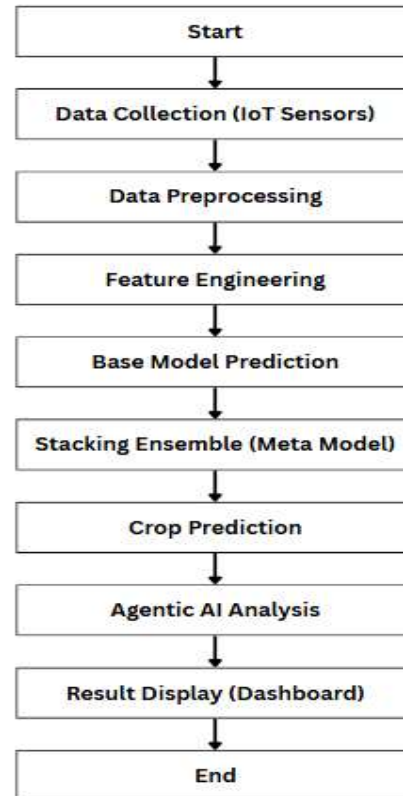 Start
Data Collection (IoT Sensors)
Data Preprocessing
Feature Engineering
Base Model Prediction
Stacking Ensemble (Meta Model)
Crop Prediction
Agentic AI Analysis
Result Display (Dashboard)
End